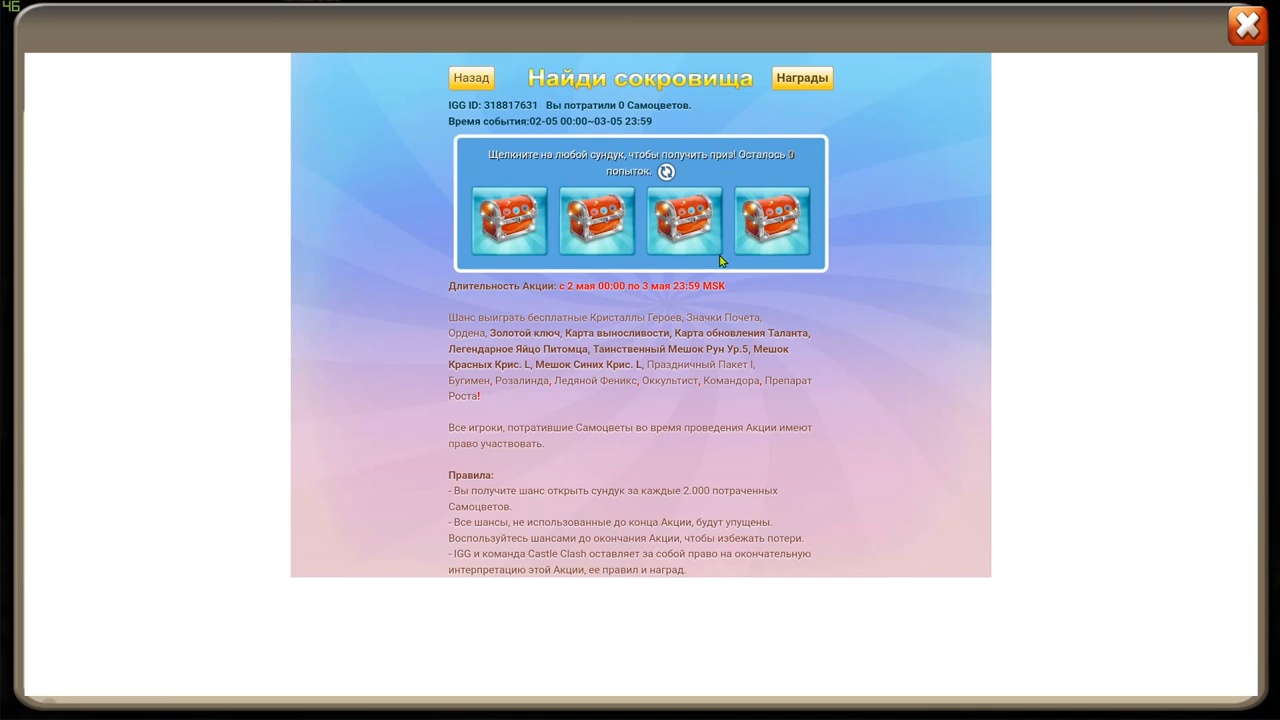 46
Назад
Найди сокровища
Награды
IGG ID: 318817631 Вы потратили 0 Самоцветов.
Время события:02-05 00:00~03-05 23:59
Щелкните на любой сундук, чтобы получить приз! Осталось 0
попыток.
Длительность Акции: с 2 мая 00:00 по 3 мая 23:59 MSK
Шанс выиграть бесплатные Кристаллы Героев, Значки Почета,
Ордена, Золотой ключ, Карта выносливости, Карта обновления Таланта,
Легендарное Яйцо Питомца, Таинственный Мешок Рун Ур.5, Мешок
Красных Крис. L, Мешок Синих Крис. L, Праздничный Пакет I,
Бугимен, Розалинда, Ледяной Феникс, Оккультист, Командора, Препарат
Роста!
Все игроки, потратившие Самоцветы во время проведения Акции имеют
право участвовать.
Правила:
- Вы получите шанс открыть сундук за каждые 2.000 потраченных
Самоцветов.
- Все шансы, не использованные до конца Акции, будут упущены.
Воспользуйтесь шансами до окончания Акции, чтобы избежать потери.
- IGG и команда Castle Clash оставляет за собой право на окончательную
интерпретацию этой Акции, ее правил и наград.